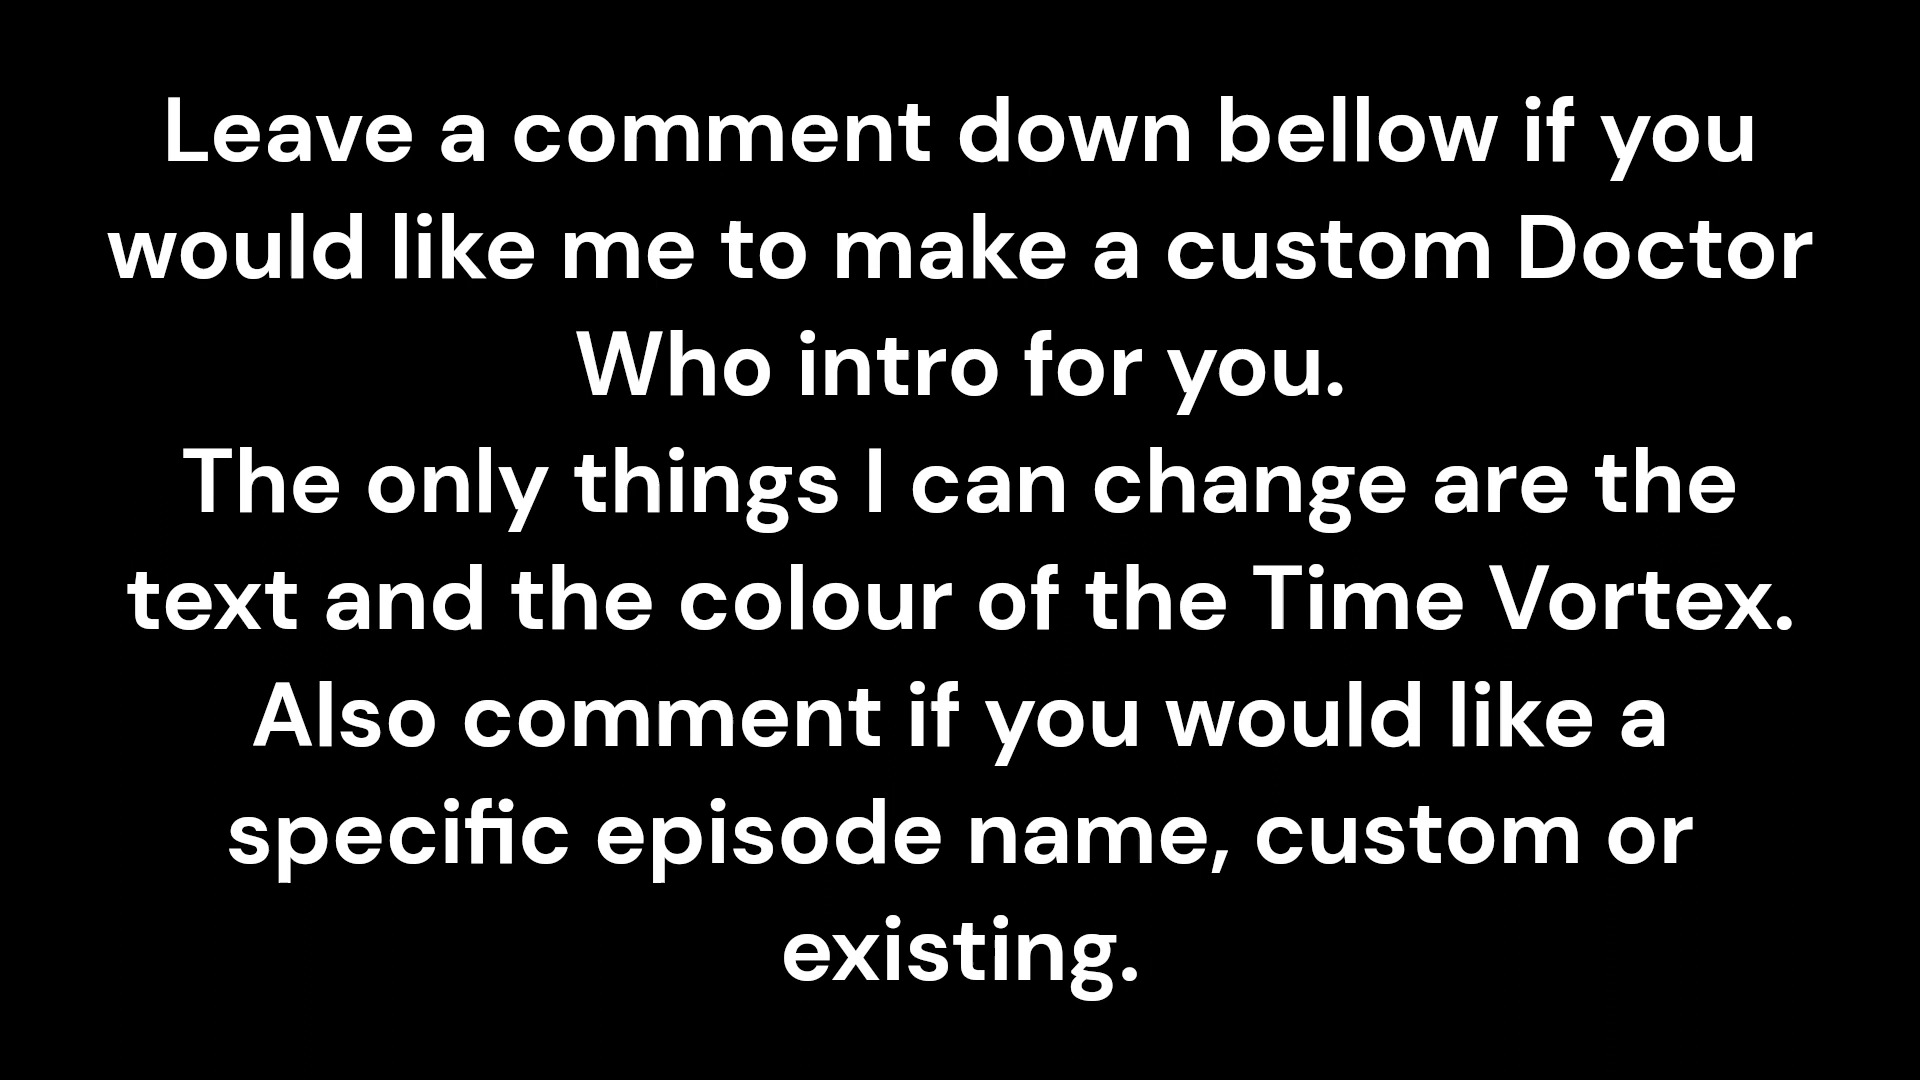 Leave a comment down bellow if you
would like me to make a custom Doctor
Who intro for you.
The only things I can change are the
text and the colour of the Time Vortex.
Also comment if you would like a
specific episode name, custom or
existing.